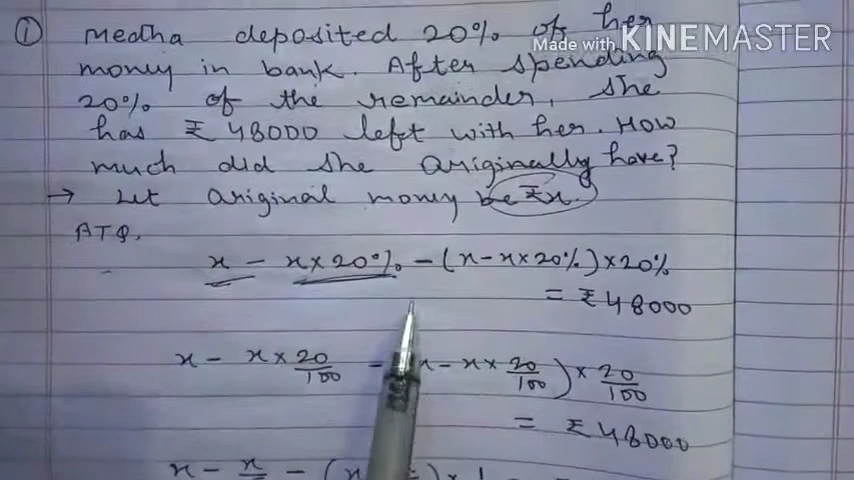 ① Medha deposited 20% of her
Made with KINEMASTER
money in bank. After spending
20% of the remainder, she
has ₹48000 left with her. How
much did she originally have?
→ Let original money be ₹x.
ATQ,
x - x×20% - (x - x×20%)×20%
= ₹48000
x - x × 20/100 - x - x × 20/100) × 20/100
= ₹48000